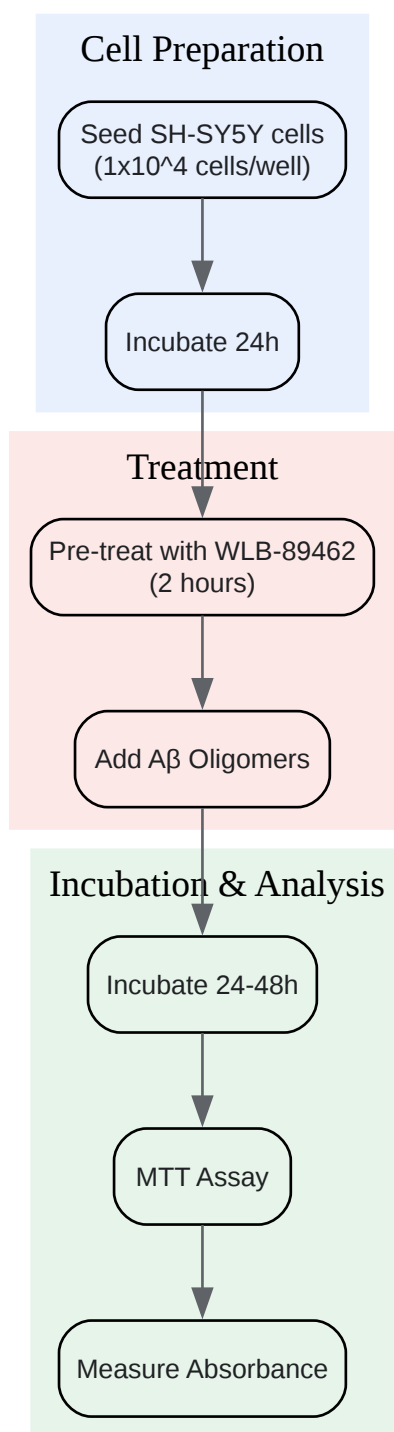 Cell Preparation
Seed SH-SY5Y cells
(1x10^4 cells/well)
Incubate 24h
Treatment
Pre-treat with WLB-89462
(2 hours)
Add Aβ Oligomers
Incubation & Analysis
Incubate 24-48h
MTT Assay
Measure Absorbance